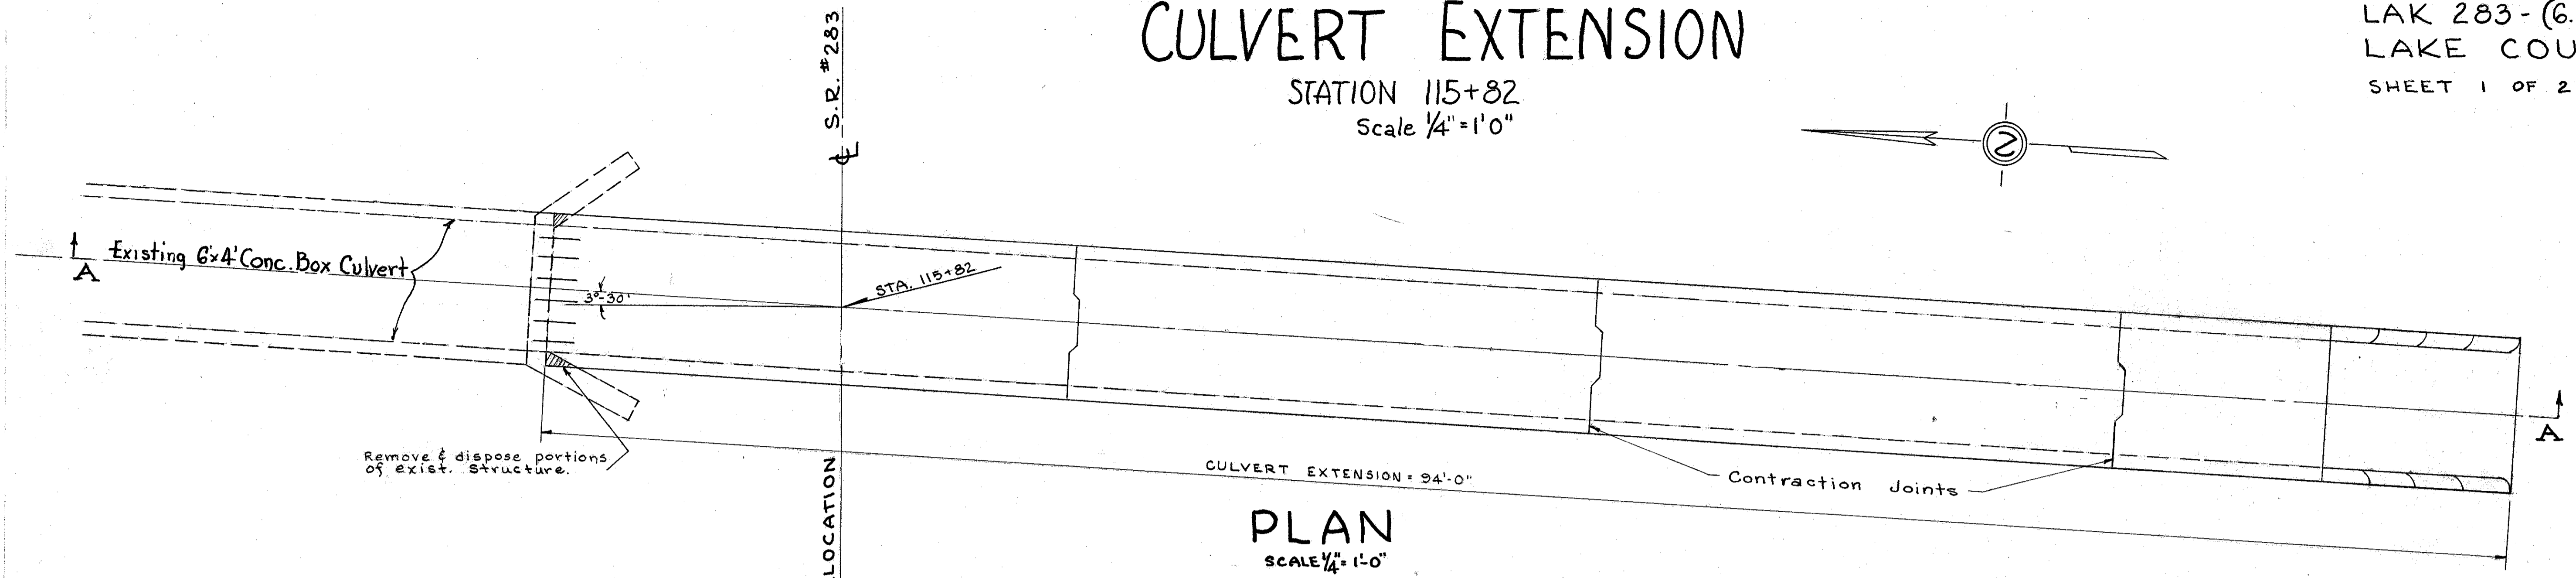 CULVERT EXTENSION
STATION 115+82
Scale 1/4"=1'0"
LAK 283-(6.
LAKE COU
SHEET 1 OF 2
S.R. #283
℄
N
A
Existing 6'x4' Conc. Box Culvert
3°-30'
STA. 115+82
A
Remove & dispose portions
of exist. structure.
CULVERT EXTENSION = 94'-0"
Contraction Joints
LOCATION
PLAN
SCALE 1/4"=1'-0"